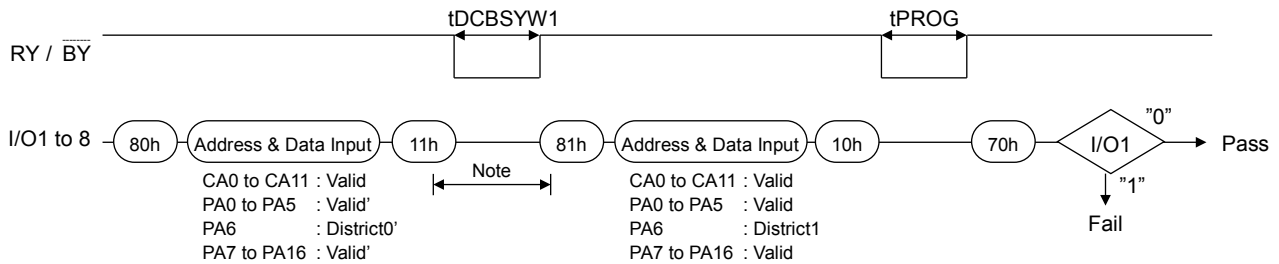 tDCBSYW1 tPROG
RY / BY
I/O1 to 8 80h Address & Data Input 11h 81h Address & Data Input 10h 70h I/O1 "0" Pass
Note
"1"
Fail
CA0 to CA11 : Valid
PA0 to PA5 : Valid’
PA6 : District0’
PA7 to PA16 : Valid’
CA0 to CA11 : Valid
PA0 to PA5 : Valid
PA6 : District1
PA7 to PA16 : Valid